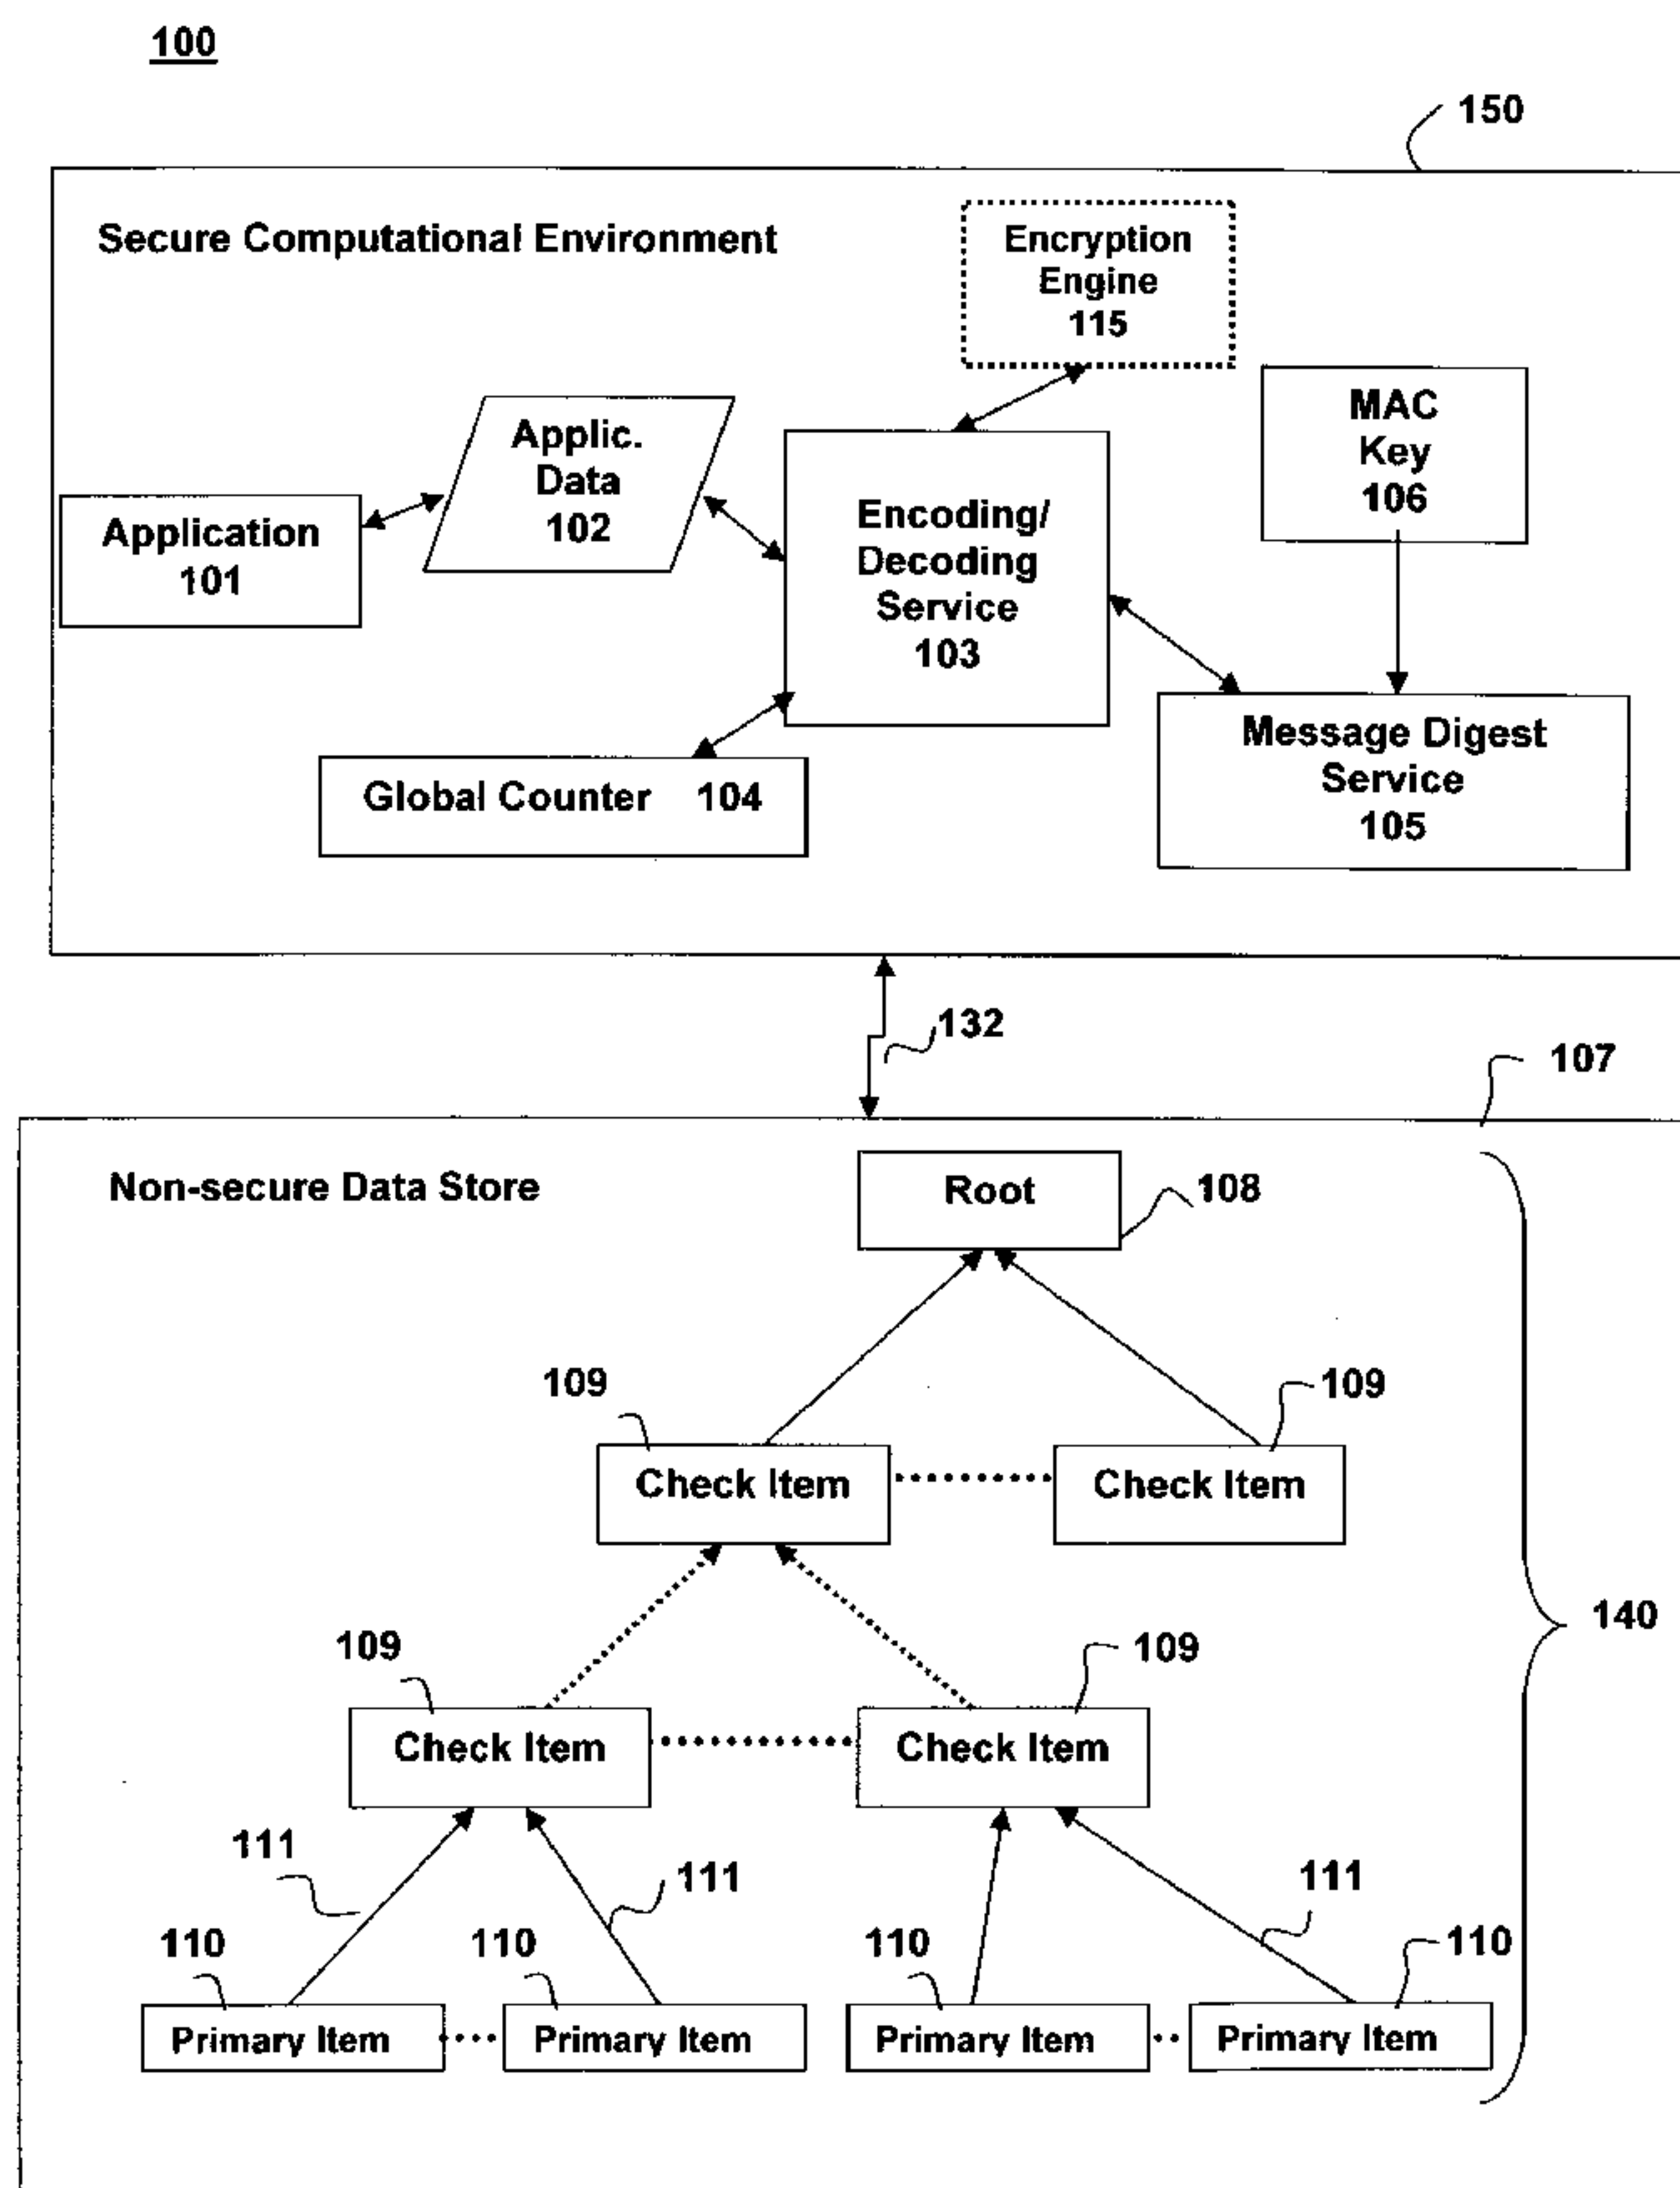 100
150
Secure Computational Environment
Encryption
Engine
115
MAC
Key
106
Applic.
Data
102
Application
101
Encoding/
Decoding
Service
103
Global Counter 104
Message Digest
Service
105
132
107
Non-secure Data Store
Root
108
109
109
Check Item
Check Item
140
109
109
Check Item
Check Item
111
111
111
110
110
110
110
Primary Item
Primary Item
Primary Item
Primary Item